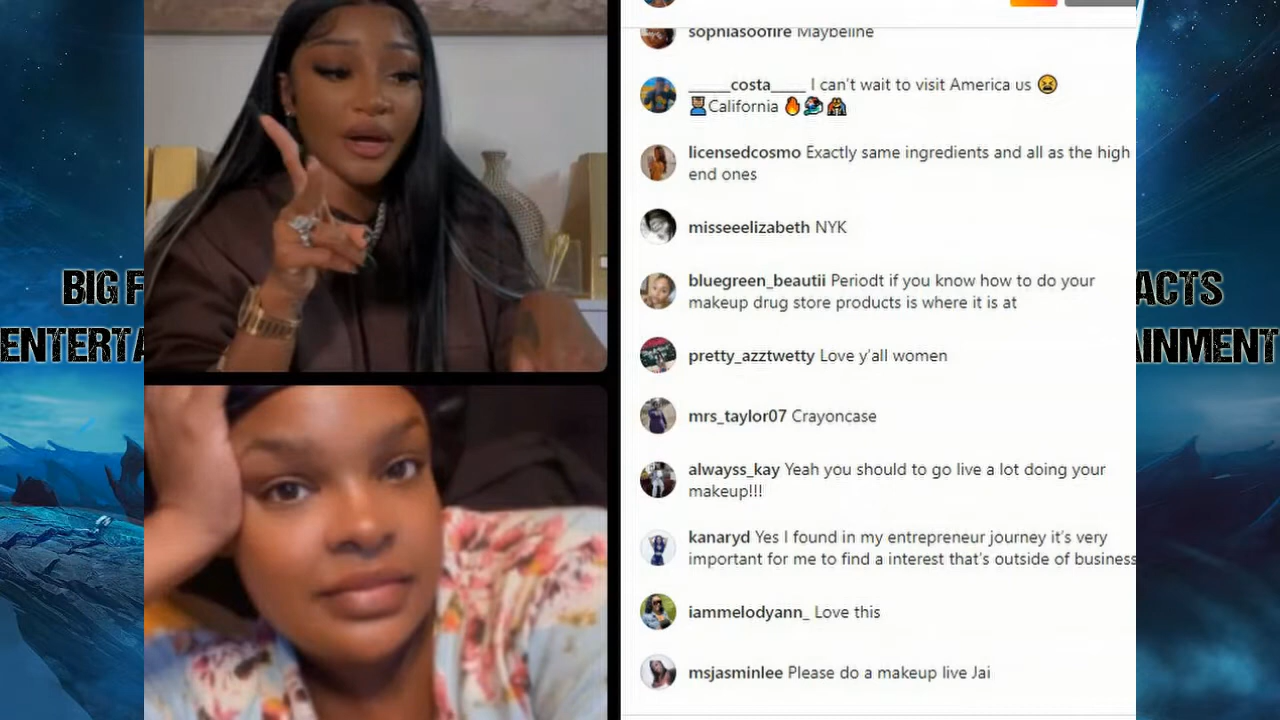 sophiasoofire Maybeline
_____costa_____ I can't wait to visit America us 😫
💆🏽‍♂️California 🔥
licensedcosmo Exactly same ingredients and all as the high
end ones
misseeelizabeth NYK
bluegreen_beautii Periodt if you know how to do your
makeup drug store products is where it is at
pretty_azztwetty Love y'all women
mrs_taylor07 Crayoncase
alwayss_kay Yeah you should to go live a lot doing your
makeup!!!
kanaryd Yes I found in my entrepreneur journey it's very
important for me to find a interest that's outside of business
iammelodyann_ Love this
msjasminlee Please do a makeup live Jai
BIG F
ENTERTA
ACTS
AINMENT